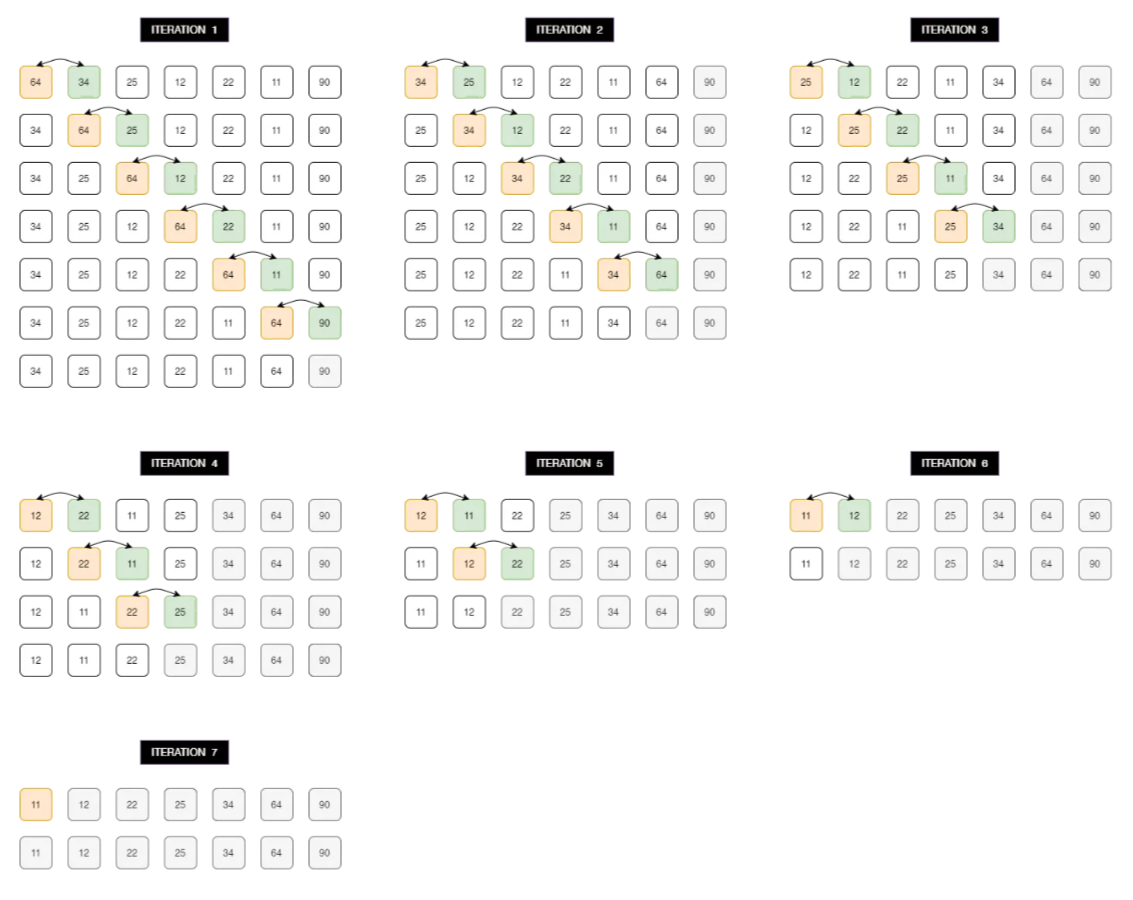 ITERATION 1
64 34 25 12 22 11 90
34 64 25 12 22 11 90
34 25 64 12 22 11 90
34 25 12 64 22 11 90
34 25 12 22 64 11 90
34 25 12 22 11 64 90
34 25 12 22 11 64 90
ITERATION 2
34 25 12 22 11 64 90
25 34 12 22 11 64 90
25 12 34 22 11 64 90
25 12 22 34 11 64 90
25 12 22 11 34 64 90
25 12 22 11 34 64 90
ITERATION 3
25 12 22 11 34 64 90
12 25 22 11 34 64 90
12 22 25 11 34 64 90
12 22 11 25 34 64 90
12 22 11 25 34 64 90
ITERATION 4
12 22 11 25 34 64 90
12 22 11 25 34 64 90
12 11 22 25 34 64 90
12 11 22 25 34 64 90
ITERATION 5
12 11 22 25 34 64 90
11 12 22 25 34 64 90
11 12 22 25 34 64 90
ITERATION 6
11 12 22 25 34 64 90
11 12 22 25 34 64 90
ITERATION 7
11 12 22 25 34 64 90
11 12 22 25 34 64 90